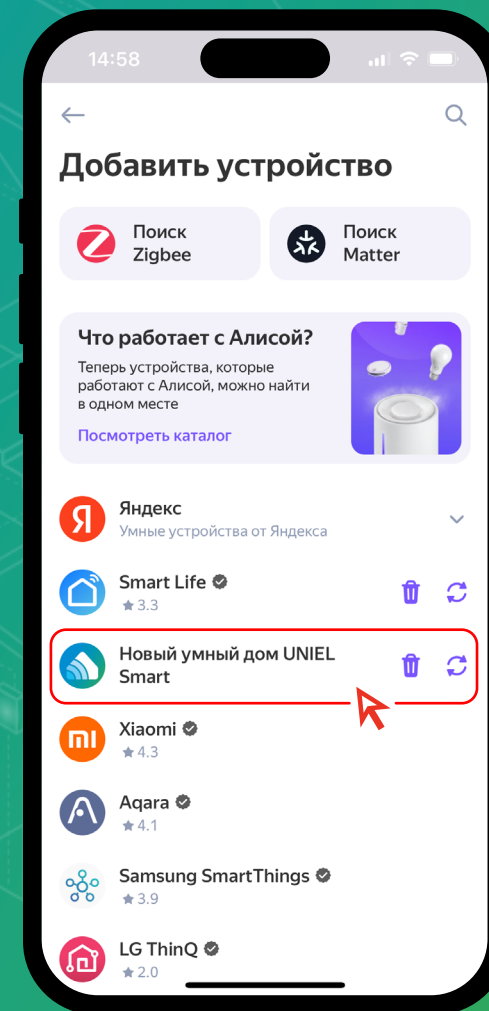 14:58
Добавить устройство
Поиск
Zigbee
Поиск
Matter
Что работает с Алисой?
Теперь устройства, которые
работают с Алисой, можно найти
в одном месте
Посмотреть каталог
Я
Яндекс
Умные устройства от Яндекса
Smart Life
★ 3.3
Новый умный дом UNIEL
Smart
mi
Xiaomi
★ 4.3
Aqara
★ 4.1
Samsung SmartThings
★ 3.9
LG ThinQ
★ 2.0